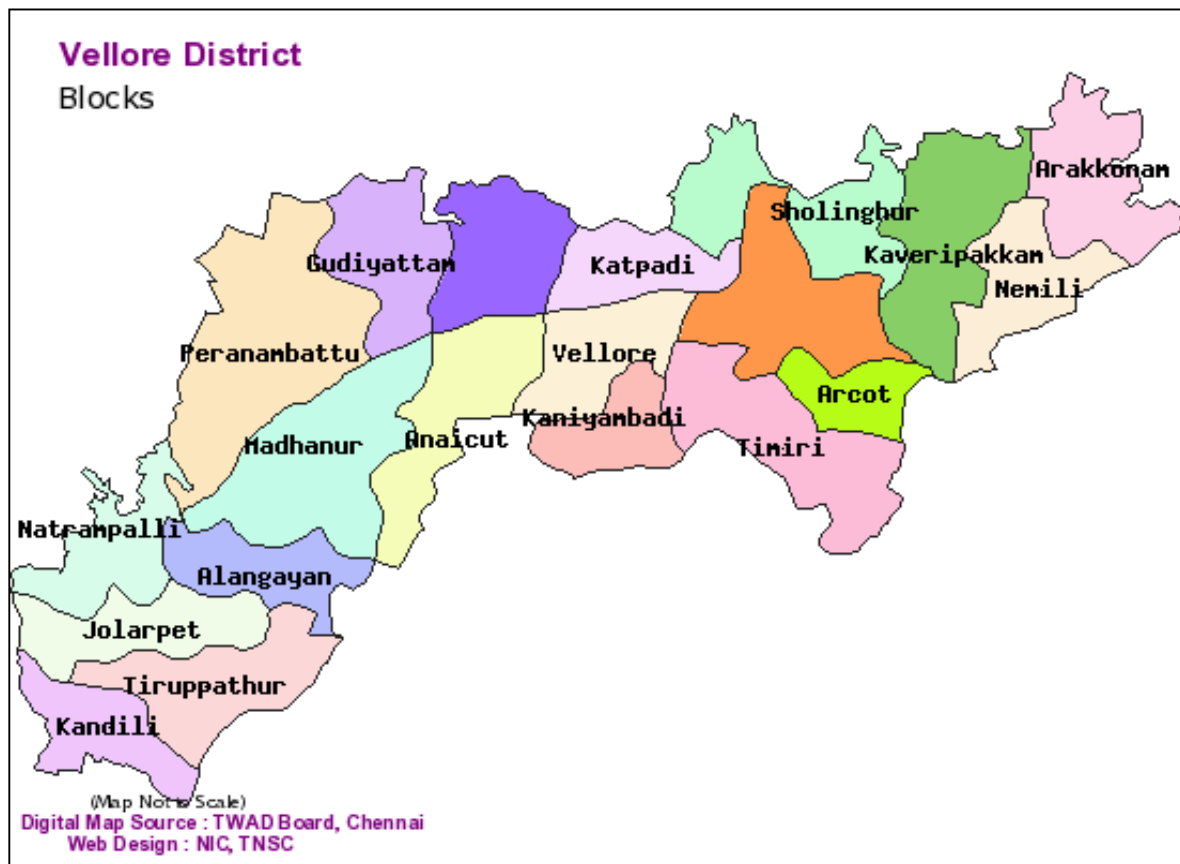 Vellore District
Blocks
Arakkonam
Sholinghur
Kaveripakkam
Gudiyattam
Katpadi
Nemili
Peranambattu
Vellore
Arcot
Kaniyambadi
Madhanur
Anaicut
Timiri
Natrampalli
Alangayan
Jolarpet
Tiruppathur
Kandili
(Map Not to Scale)
Digital Map Source : TWAD Board, Chennai
Web Design : NIC, TNSC